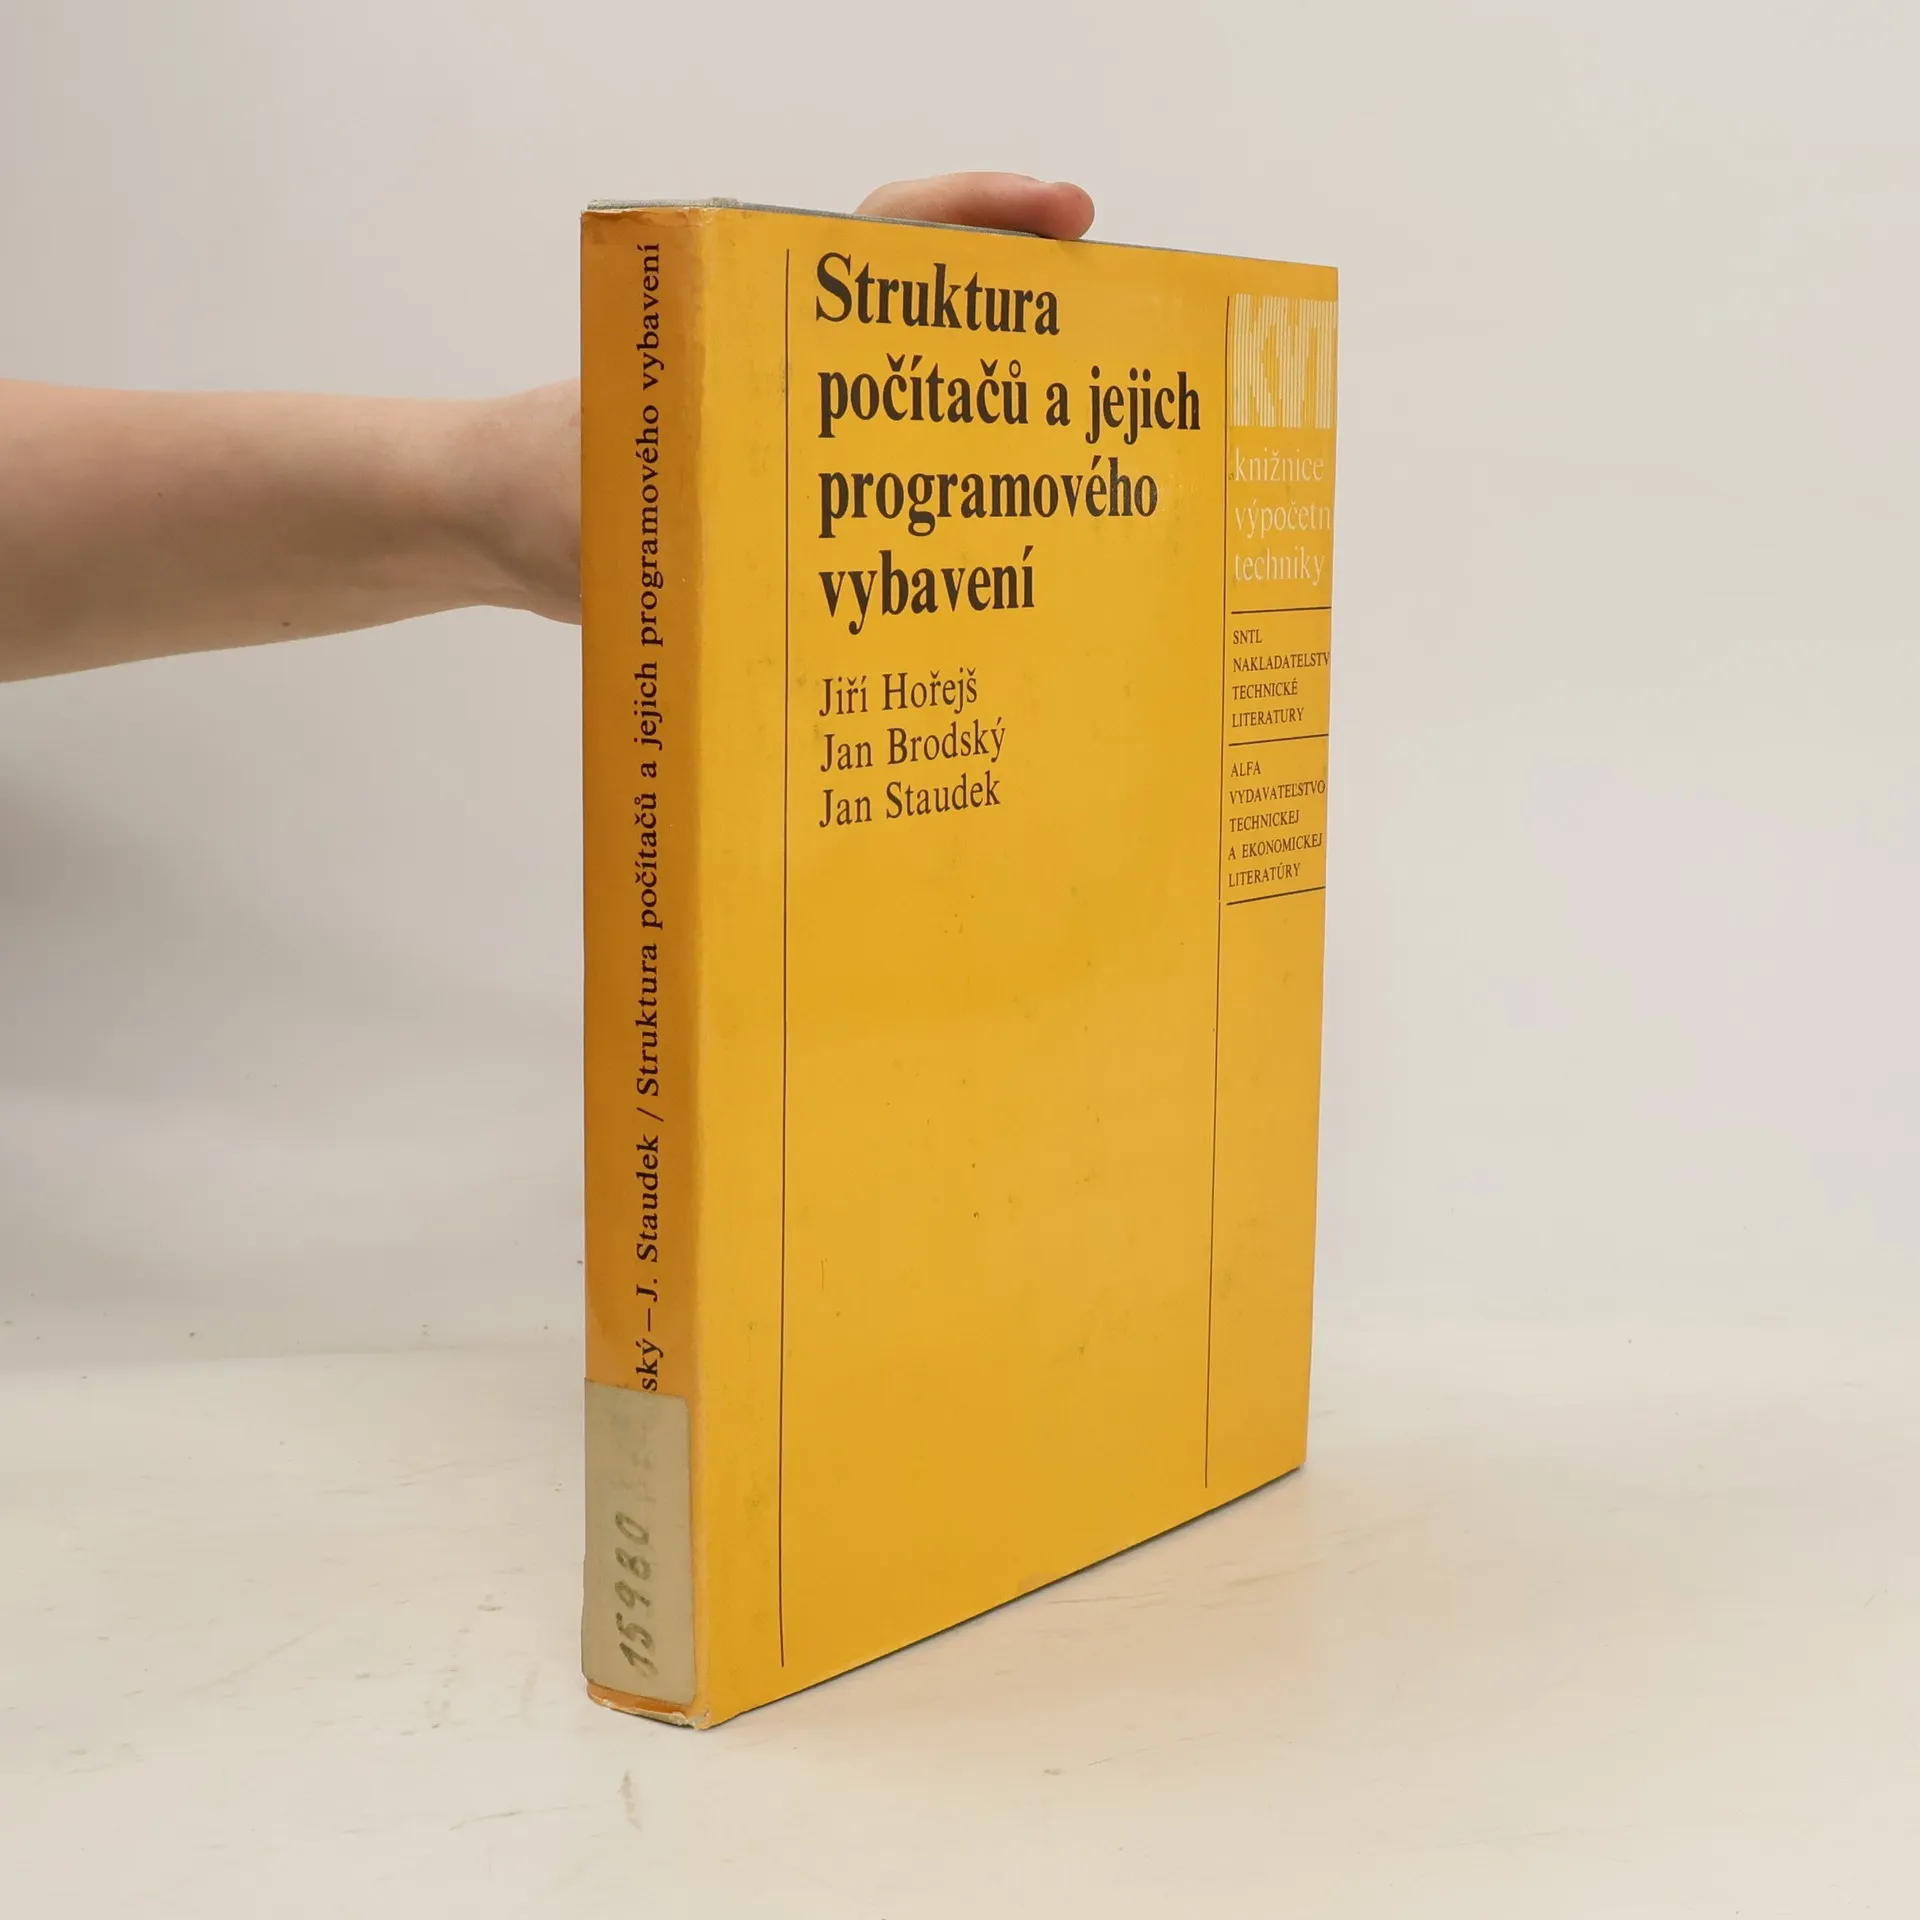 Struktura
počítačů a jejich
programového
vybavení
Jiří Hořejš
Jan Brodský
Jan Staudek
KVT
knižnice
výpočetn
techniky
SNTL
NAKLADATELSTV
TECHNICKÉ
LITERATURY
ALFA
VYDAVATEĽSTVO
TECHNICKEJ
A EKONOMICKEJ
LITERATÚRY
ský — J. Staudek / Struktura počítačů a jejich programového vybavení
15980